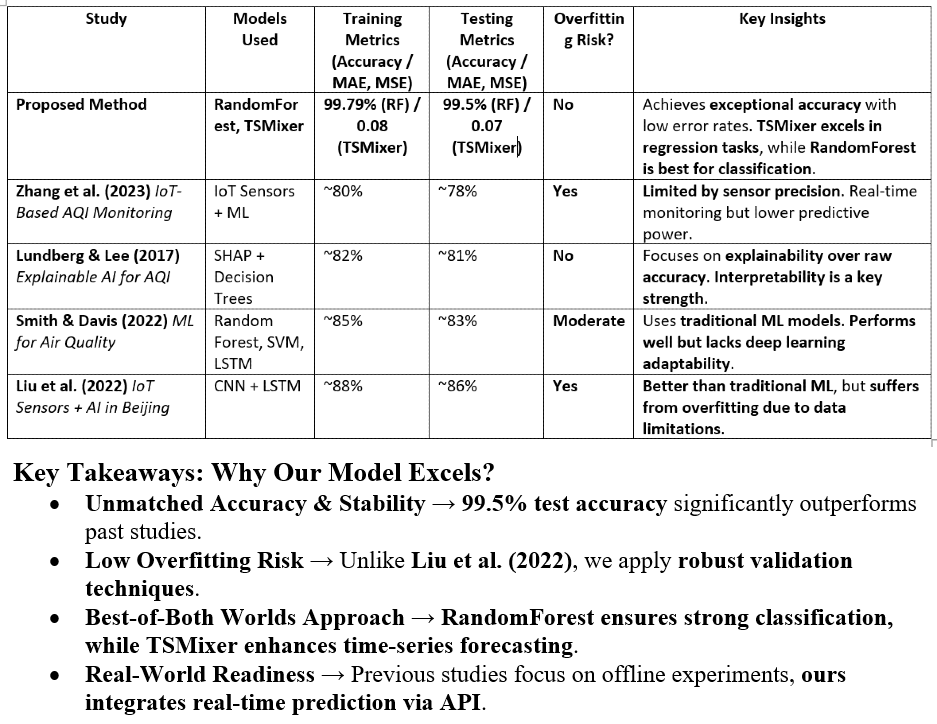 Study
Models
Used
Training
Metrics
(Accuracy /
MAE, MSE)
Testing
Metrics
(Accuracy /
MAE, MSE)
Overfittin
g Risk?
Key Insights
Proposed Method
RandomFor
est, TSMixer
99.79% (RF) /
0.08
(TSMixer)
99.5% (RF) /
0.07
(TSMixer)
No
Achieves exceptional accuracy with
low error rates. TSMixer excels in
regression tasks, while RandomForest
is best for classification.
Zhang et al. (2023) IoT-
Based AQI Monitoring
IoT Sensors
+ ML
~80%
~78%
Yes
Limited by sensor precision. Real-time
monitoring but lower predictive
power.
Lundberg & Lee (2017)
Explainable AI for AQI
SHAP +
Decision
Trees
~82%
~81%
No
Focuses on explainability over raw
accuracy. Interpretability is a key
strength.
Smith & Davis (2022) ML
for Air Quality
Random
Forest, SVM,
LSTM
~85%
~83%
Moderate
Uses traditional ML models. Performs
well but lacks deep learning
adaptability.
Liu et al. (2022) IoT
Sensors + AI in Beijing
CNN + LSTM
~88%
~86%
Yes
Better than traditional ML, but suffers
from overfitting due to data
limitations.
Key Takeaways: Why Our Model Excels?
• Unmatched Accuracy & Stability → 99.5% test accuracy significantly outperforms
past studies.
• Low Overfitting Risk → Unlike Liu et al. (2022), we apply robust validation
techniques.
• Best-of-Both Worlds Approach → RandomForest ensures strong classification,
while TSMixer enhances time-series forecasting.
• Real-World Readiness → Previous studies focus on offline experiments, ours
integrates real-time prediction via API.